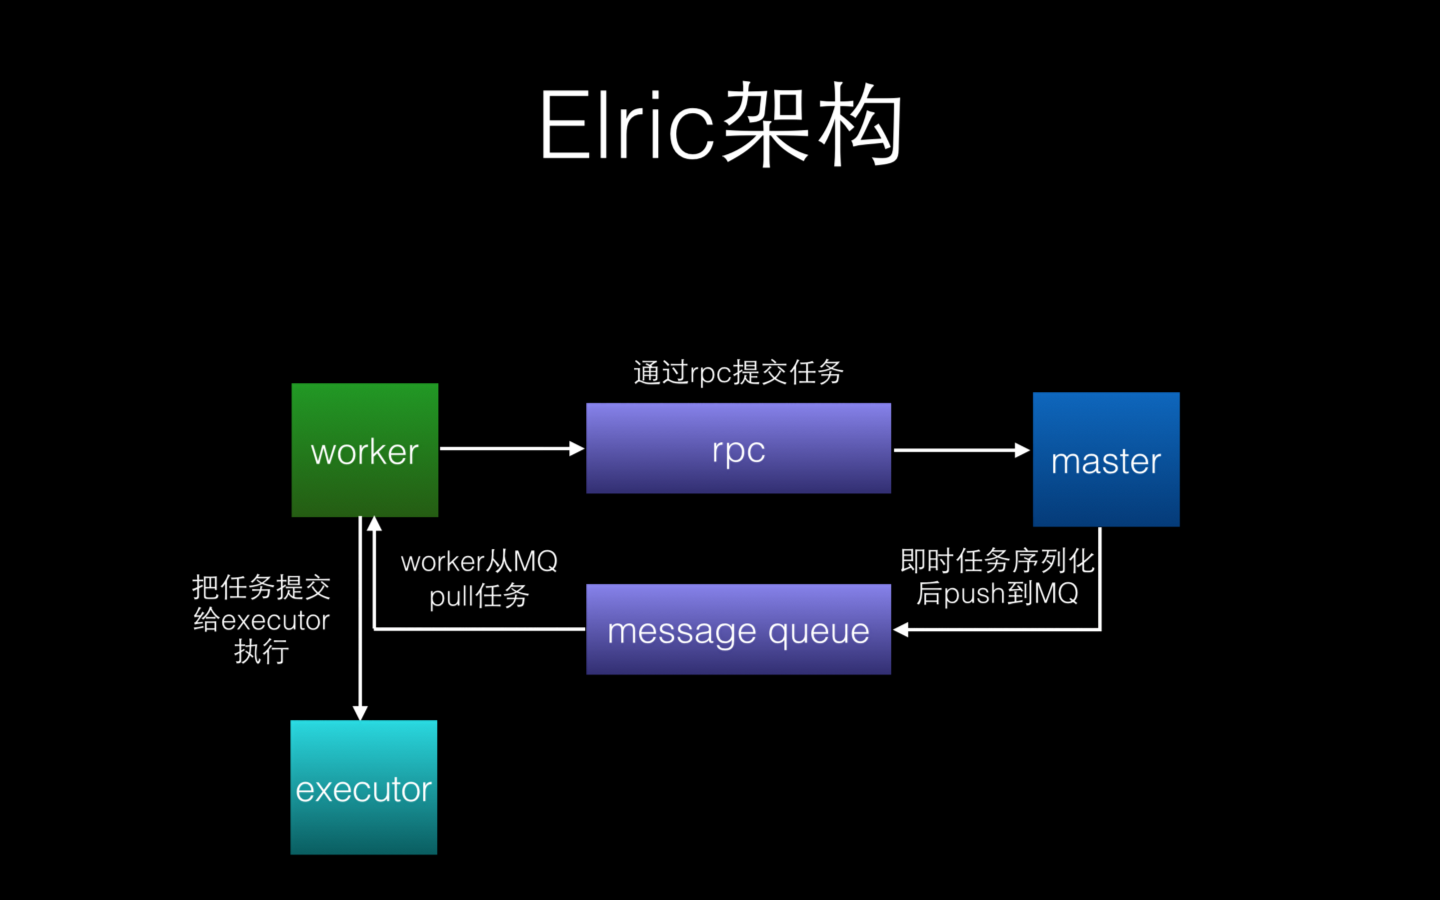 Elric架构
通过rpc提交任务
worker
rpc
master
worker从MQ
pull任务
即时任务序列化
后push到MQ
把任务提交
给executor
执行
message queue
executor